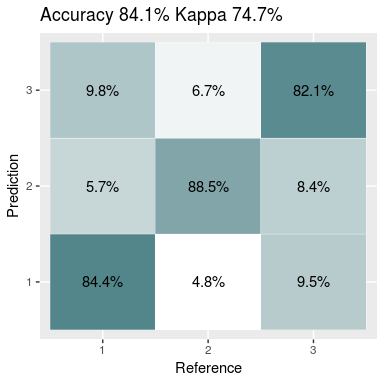 Accuracy 84.1% Kappa 74.7%
Prediction
3
9.8% 6.7% 82.1%
2
5.7% 88.5% 8.4%
1
84.4% 4.8% 9.5%
1 2 3
Reference